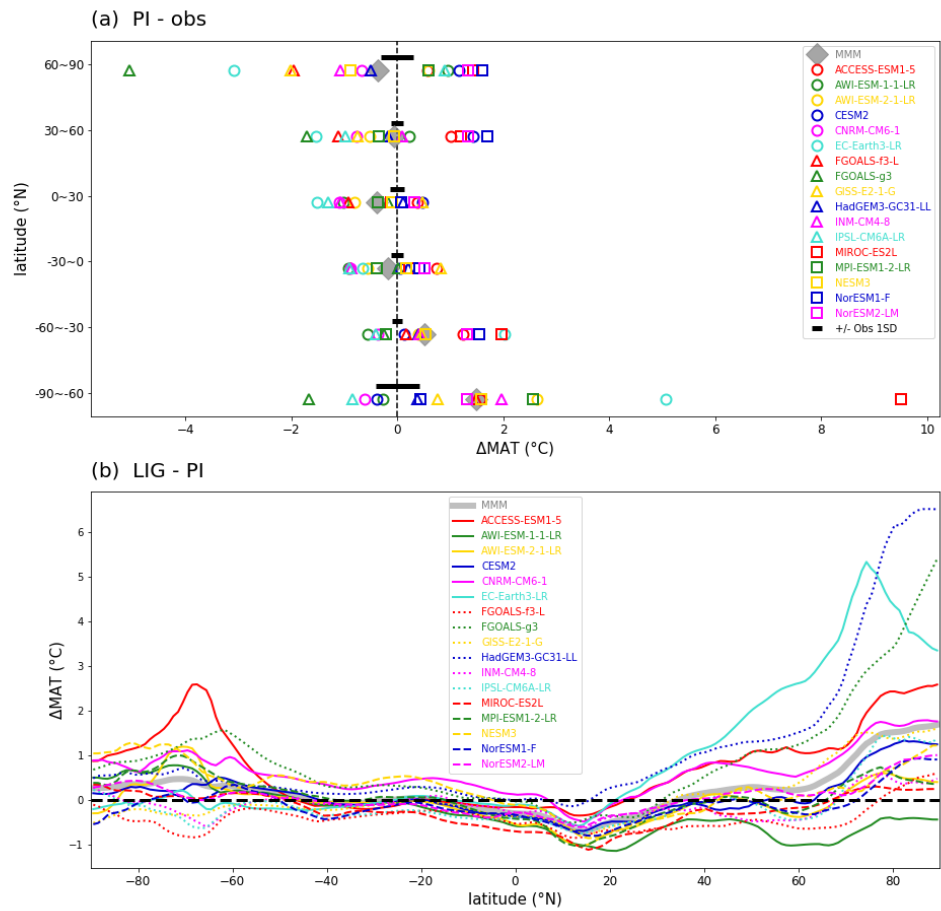 (a)  PI - obs
60~90
30~60
0~30
−30~0
−60~−30
−90~−60
latitude (°N)
−4
−2
0
2
4
6
8
10
ΔMAT (°C)
MMM
ACCESS-ESM1-5
AWI-ESM-1-1-LR
AWI-ESM-2-1-LR
CESM2
CNRM-CM6-1
EC-Earth3-LR
FGOALS-f3-L
FGOALS-g3
GISS-E2-1-G
HadGEM3-GC31-LL
INM-CM4-8
IPSL-CM6A-LR
MIROC-ES2L
MPI-ESM1-2-LR
NESM3
NorESM1-F
NorESM2-LM
+/- Obs 1SD
(b)  LIG - PI
6
5
4
3
2
1
0
−1
ΔMAT (°C)
MMM
ACCESS-ESM1-5
AWI-ESM-1-1-LR
AWI-ESM-2-1-LR
CESM2
CNRM-CM6-1
EC-Earth3-LR
FGOALS-f3-L
FGOALS-g3
GISS-E2-1-G
HadGEM3-GC31-LL
INM-CM4-8
IPSL-CM6A-LR
MIROC-ES2L
MPI-ESM1-2-LR
NESM3
NorESM1-F
NorESM2-LM
−80
−60
−40
−20
0
20
40
60
80
latitude (°N)